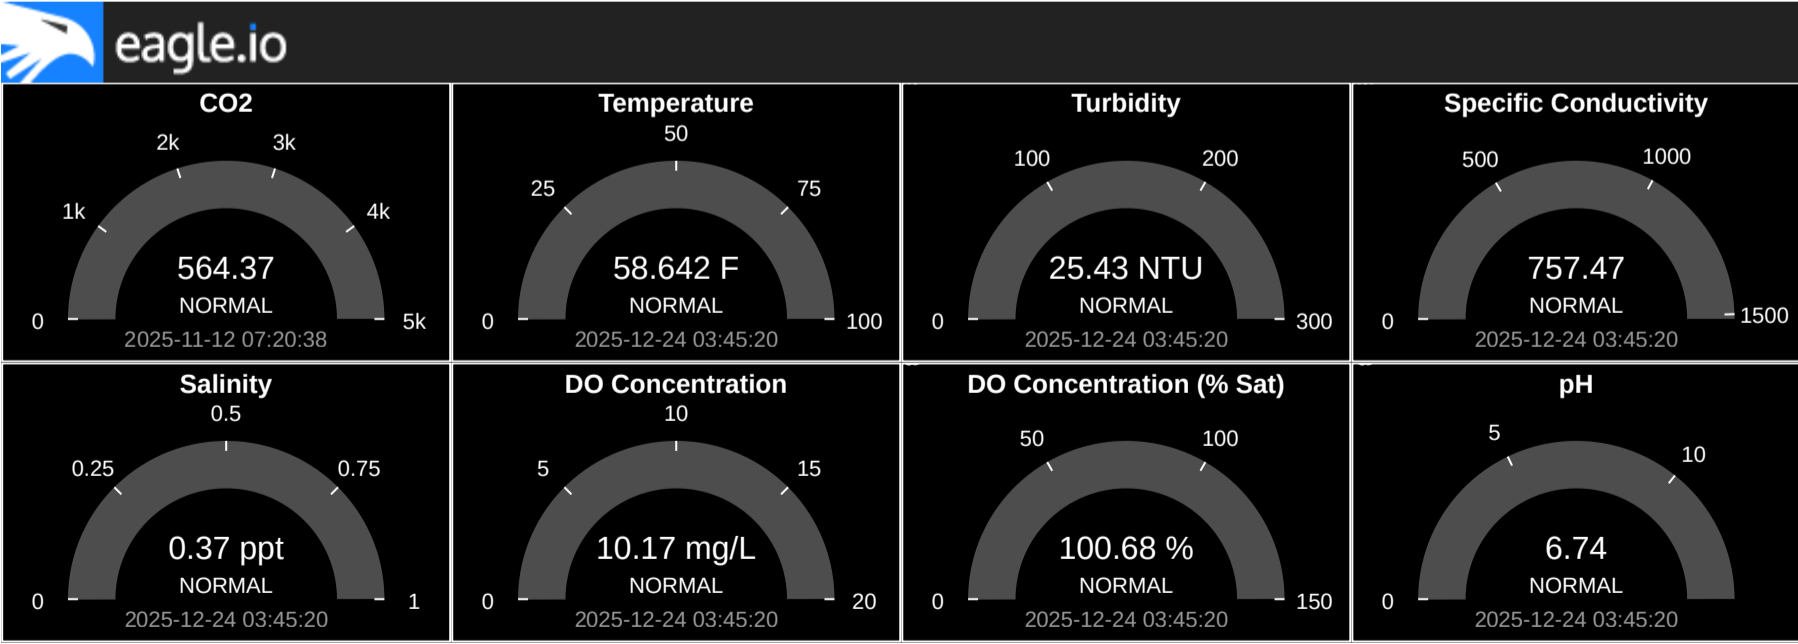 eagle.io
CO2
2k
3k
1k
4k
564.37
NORMAL
0
5k
2025-11-12 07:20:38
Temperature
50
25
75
58.642 F
NORMAL
0
100
2025-12-24 03:45:20
Turbidity
100
200
25.43 NTU
NORMAL
0
300
2025-12-24 03:45:20
Specific Conductivity
500
1000
757.47
NORMAL
0
1500
2025-12-24 03:45:20
Salinity
0.5
0.25
0.75
0.37 ppt
NORMAL
0
1
2025-12-24 03:45:20
DO Concentration
10
5
15
10.17 mg/L
NORMAL
0
20
2025-12-24 03:45:20
DO Concentration (% Sat)
50
100
100.68 %
NORMAL
0
150
2025-12-24 03:45:20
pH
5
10
6.74
NORMAL
0
2025-12-24 03:45:20